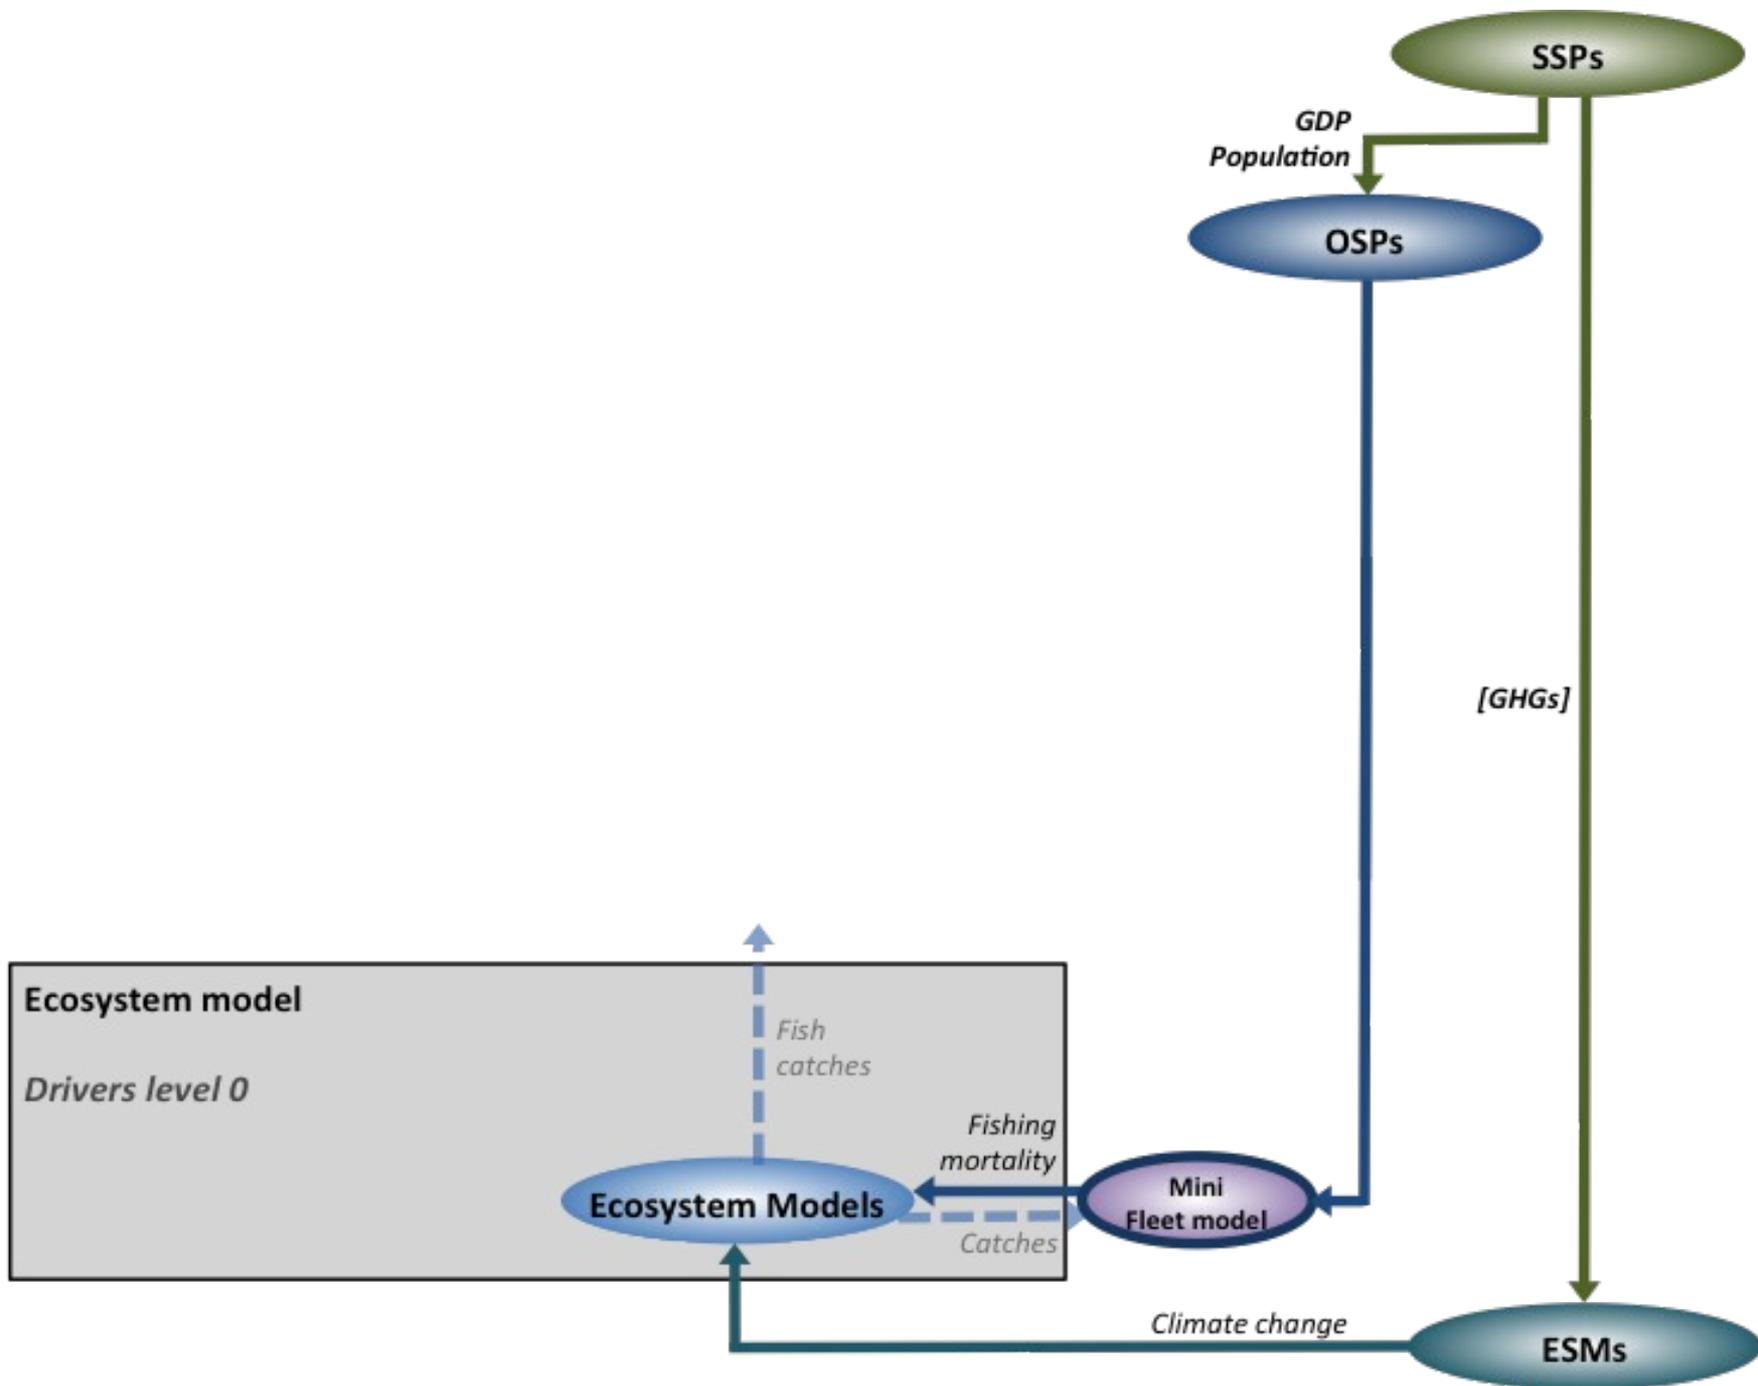 SSPs
GDP
Population
OSPs
[GHGs]
Ecosystem model
Fish
catches
Drivers level 0
Fishing
mortality
Mini
Fleet model
Ecosystem Models
Catches
Climate change
ESMs